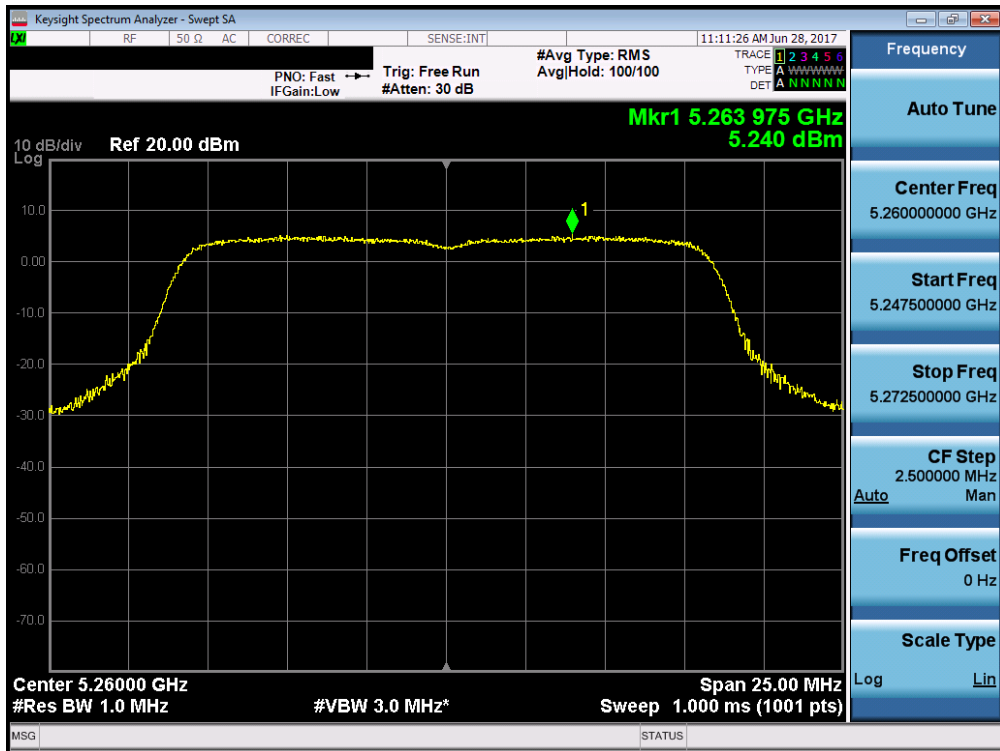 Keysight Spectrum Analyzer - Swept SA
LXI RF 50 Ω AC CORREC SENSE:INT 11:11:26 AM Jun 28, 2017
PNO: Fast
IFGain:Low
Trig: Free Run
#Atten: 30 dB
#Avg Type: RMS
Avg|Hold: 100/100
TRACE 1 2 3 4 5 6
TYPE A WWWWW
DET A N N N N N
Mkr1 5.263 975 GHz
5.240 dBm
10 dB/div Ref 20.00 dBm
Log
10.0
0.00
-10.0
-20.0
-30.0
-40.0
-50.0
-60.0
-70.0
1
Center 5.26000 GHz Span 25.00 MHz
#Res BW 1.0 MHz #VBW 3.0 MHz* Sweep 1.000 ms (1001 pts)
MSG STATUS
Frequency
Auto Tune
Center Freq
5.260000000 GHz
Start Freq
5.247500000 GHz
Stop Freq
5.272500000 GHz
CF Step
2.500000 MHz
Auto Man
Freq Offset
0 Hz
Scale Type
Log Lin